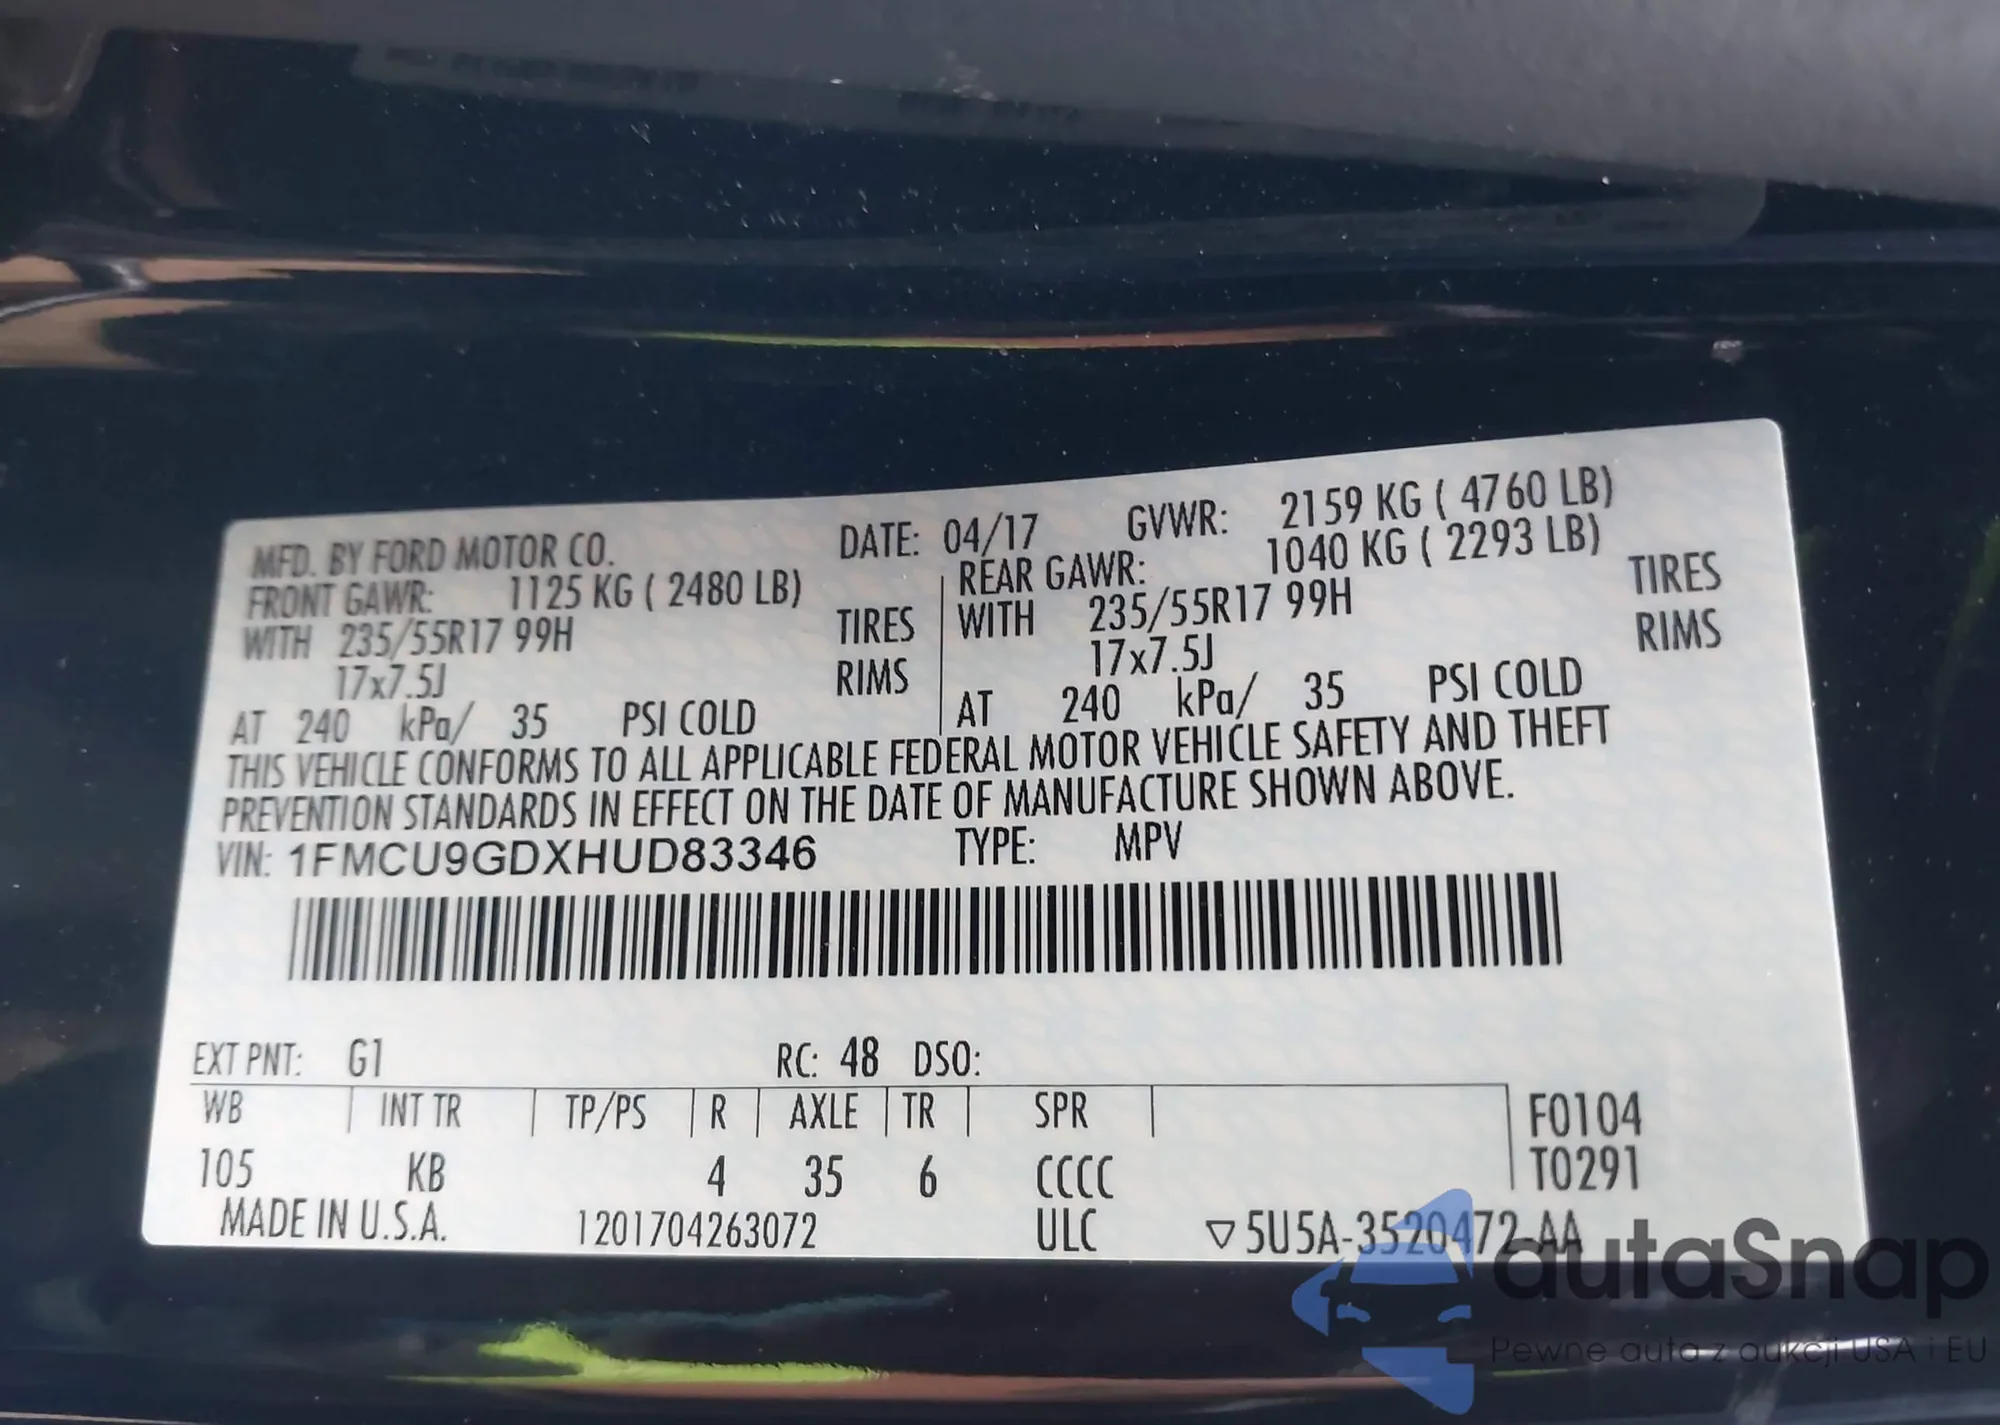 MFD. BY FORD MOTOR CO. DATE: 04/17 GVWR: 2159 KG ( 4760 LB)
FRONT GAWR: 1125 KG ( 2480 LB) REAR GAWR: 1040 KG ( 2293 LB)
WITH 235/55R17 99H TIRES WITH 235/55R17 99H TIRES
17x7.5J RIMS 17x7.5J RIMS
AT 240 kPa/ 35 PSI COLD AT 240 kPa/ 35 PSI COLD
THIS VEHICLE CONFORMS TO ALL APPLICABLE FEDERAL MOTOR VEHICLE SAFETY AND THEFT
PREVENTION STANDARDS IN EFFECT ON THE DATE OF MANUFACTURE SHOWN ABOVE.
VIN: 1FMCU9GDXHUD83346 TYPE: MPV
EXT PNT: G1 RC: 48 DSO:
WB INT TR TP/PS R AXLE TR SPR F0104
105 KB 4 35 6 CCCC T0291
MADE IN U.S.A. 1201704263072 ULC ▽5U5A-3520472-AA
autaSnap
Pewne auta z aukcji USA i EU